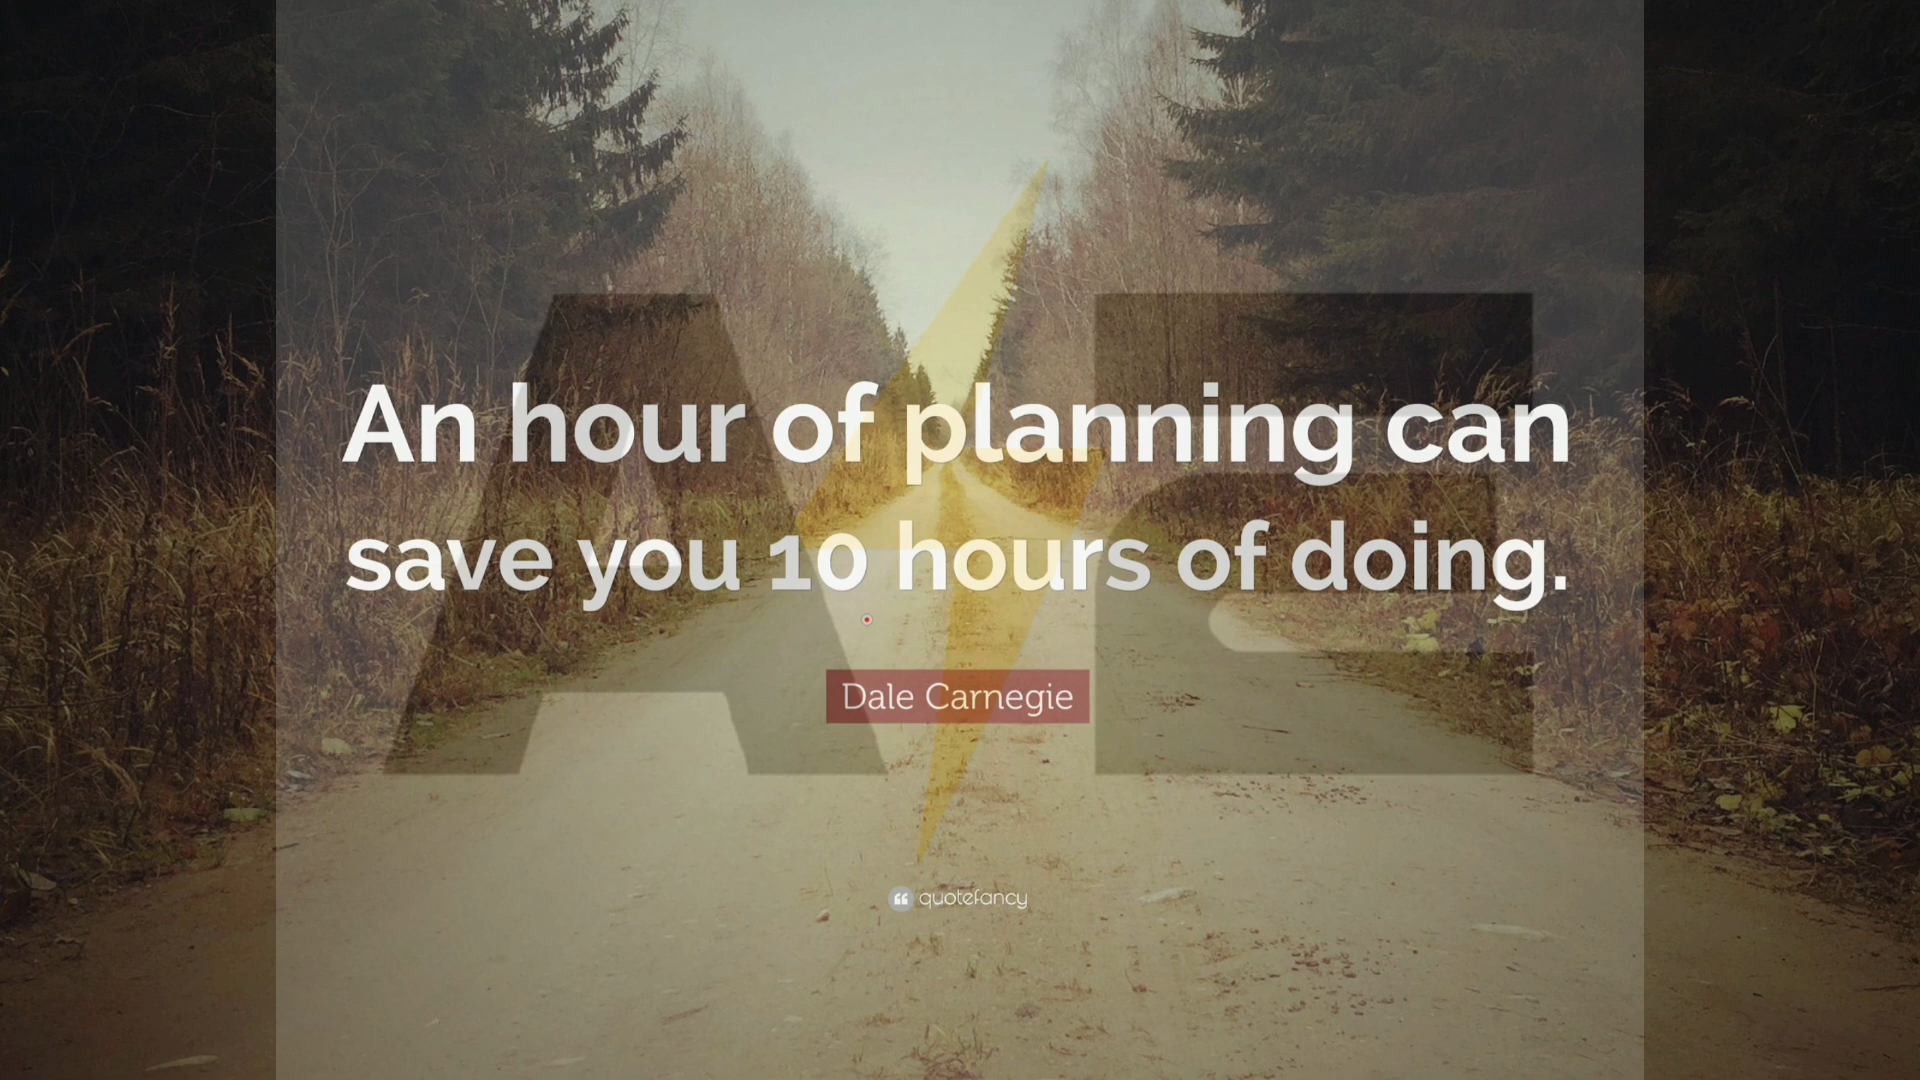 An hour of planning can
save you 10 hours of doing.
Dale Carnegie
quotefancy
A E